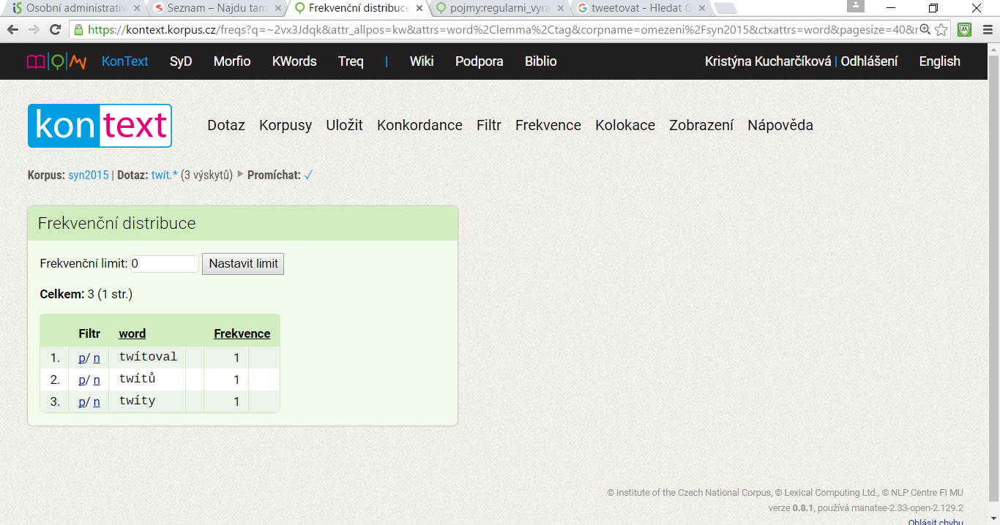 Osobní administrativ
Seznam – Najdu tam
Frekvenční distribuce
pojmy:regularni_vyra
tweetovat - Hledat G
https://kontext.korpus.cz/freqs?q=~2vx3Jdqk&attr_allpos=kw&attrs=word%2Clemma%2Ctag&corpname=omezeni%2Fsyn2015&ctxattrs=word&pagesize=40&r
KonText SyD Morfio KWords Treq | Wiki Podpora Biblio Kristýna Kucharčíková | Odhlášení English
kontext Dotaz Korpusy Uložit Konkordance Filtr Frekvence Kolokace Zobrazení Nápověda
Korpus: syn2015 | Dotaz: twít.* (3 výskytů) Promíchat: ✓
Frekvenční distribuce
Frekvenční limit: 0 Nastavit limit
Celkem: 3 (1 str.)
Filtr word Frekvence
1. p/ n twítoval 1
2. p/ n twítů 1
3. p/ n twíty 1
© Institute of the Czech National Corpus, © Lexical Computing Ltd., © NLP Centre FI MU
verze 0.8.1, používá manatee-2.33-open-2.129.2
Ohlásit chybu